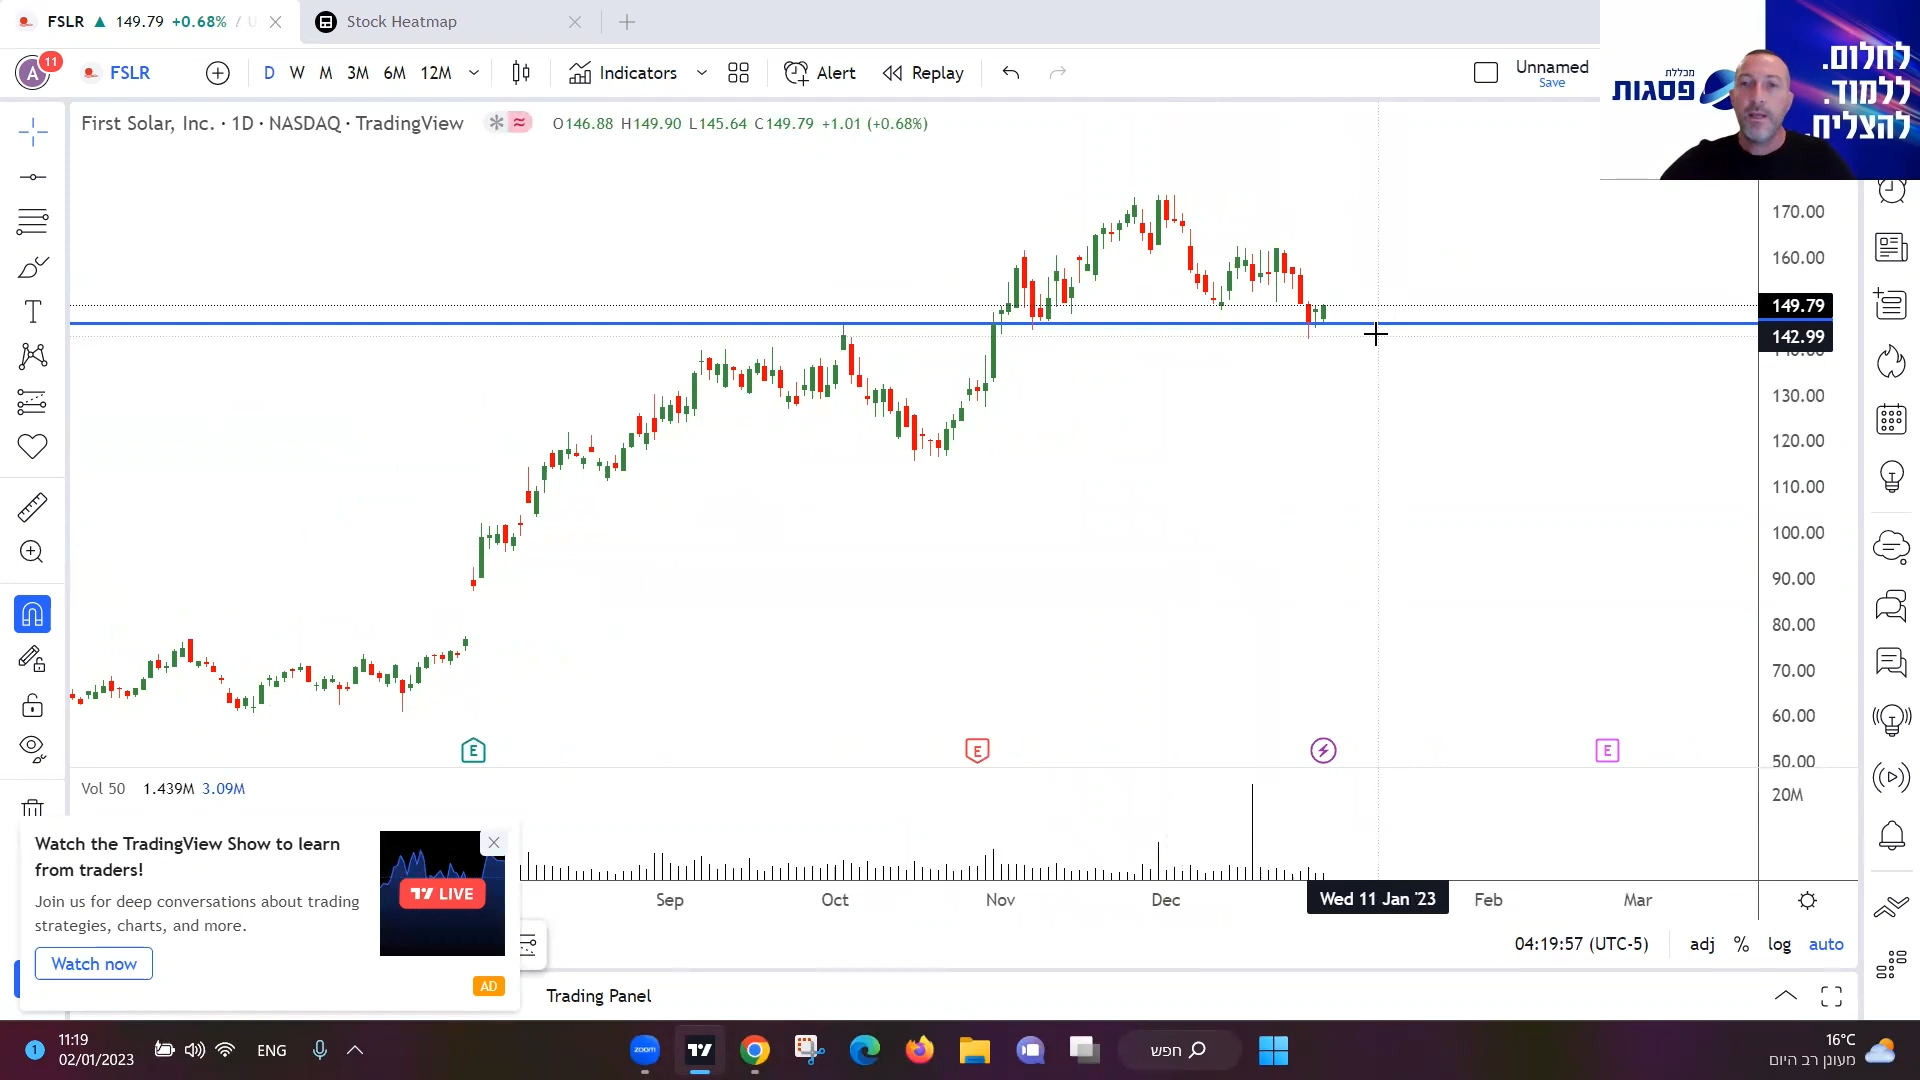 FSLR ▲ 149.79 +0.68% / U
Stock Heatmap
A 11
FSLR
D W M 3M 6M 12M
Indicators
Alert
Replay
Unnamed
Save
מכללת
פסגות
לחלום.
ללמוד.
להצליח.
First Solar, Inc. · 1D · NASDAQ · TradingView
O146.88 H149.90 L145.64 C149.79 +1.01 (+0.68%)
170.00
160.00
149.79
142.99
140.00
130.00
120.00
110.00
100.00
90.00
80.00
70.00
60.00
50.00
E
E
E
Vol 50 1.439M 3.09M
20M
Sep
Oct
Nov
Dec
Wed 11 Jan '23
Feb
Mar
Watch the TradingView Show to learn
from traders!
Join us for deep conversations about trading
strategies, charts, and more.
Watch now
LIVE
AD
04:19:57 (UTC-5)
adj % log auto
Trading Panel
1
11:19
02/01/2023
ENG
zoom
חפש
16°C
מעונן רב היום